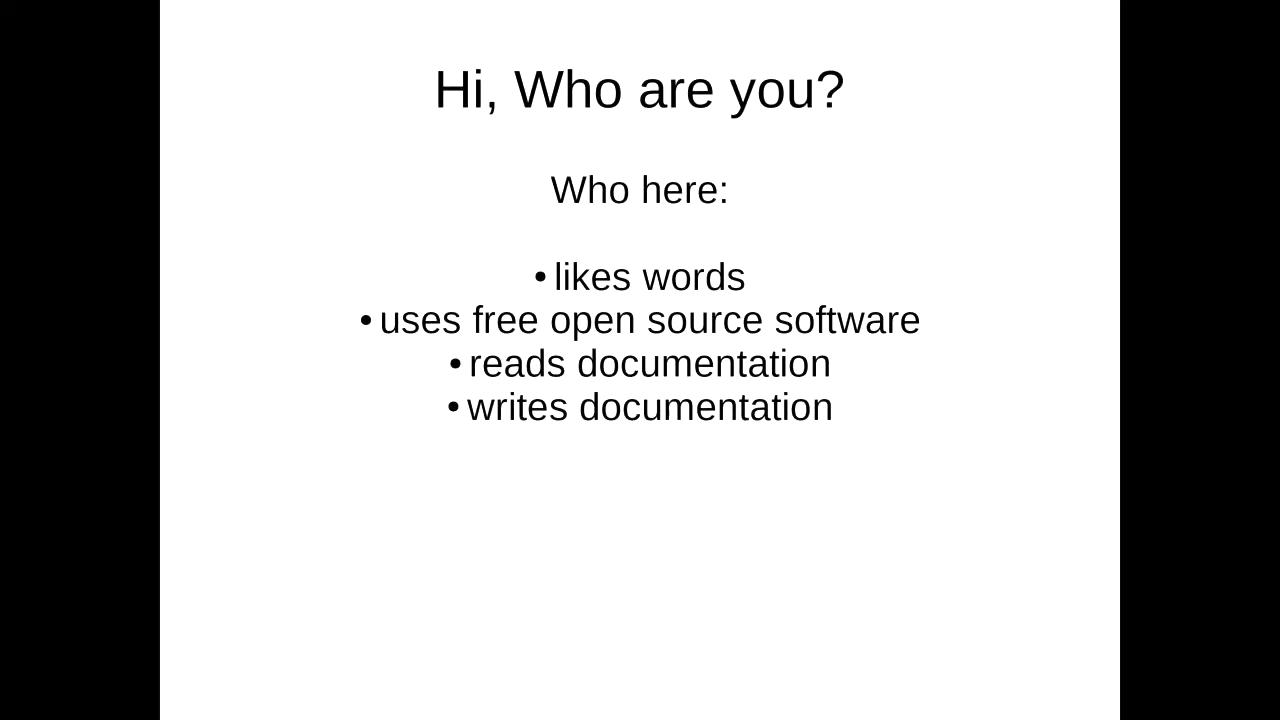 Hi, Who are you?
Who here:
• likes words
• uses free open source software
• reads documentation
• writes documentation